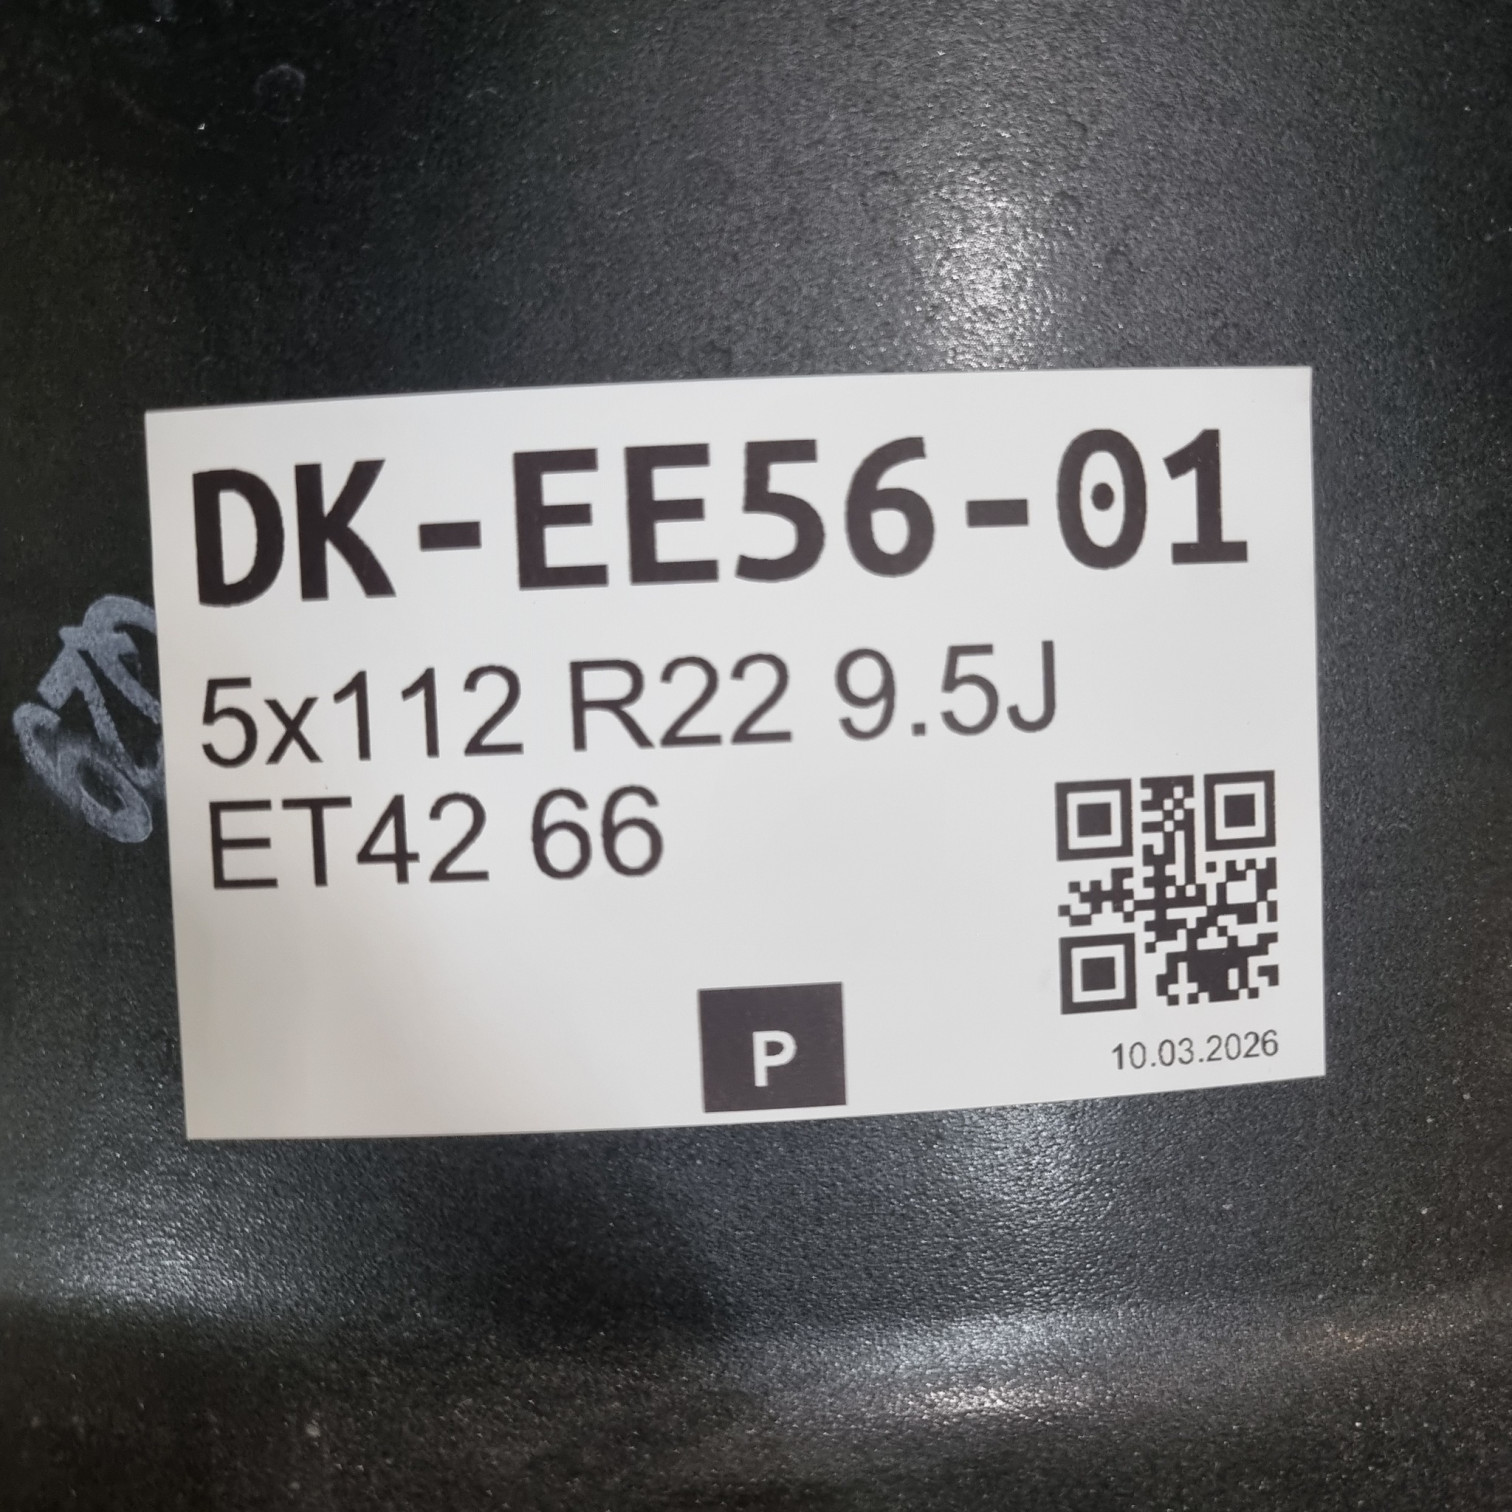 DK-EE56-01
5x112 R22 9.5J
ET42 66
P
10.03.2026